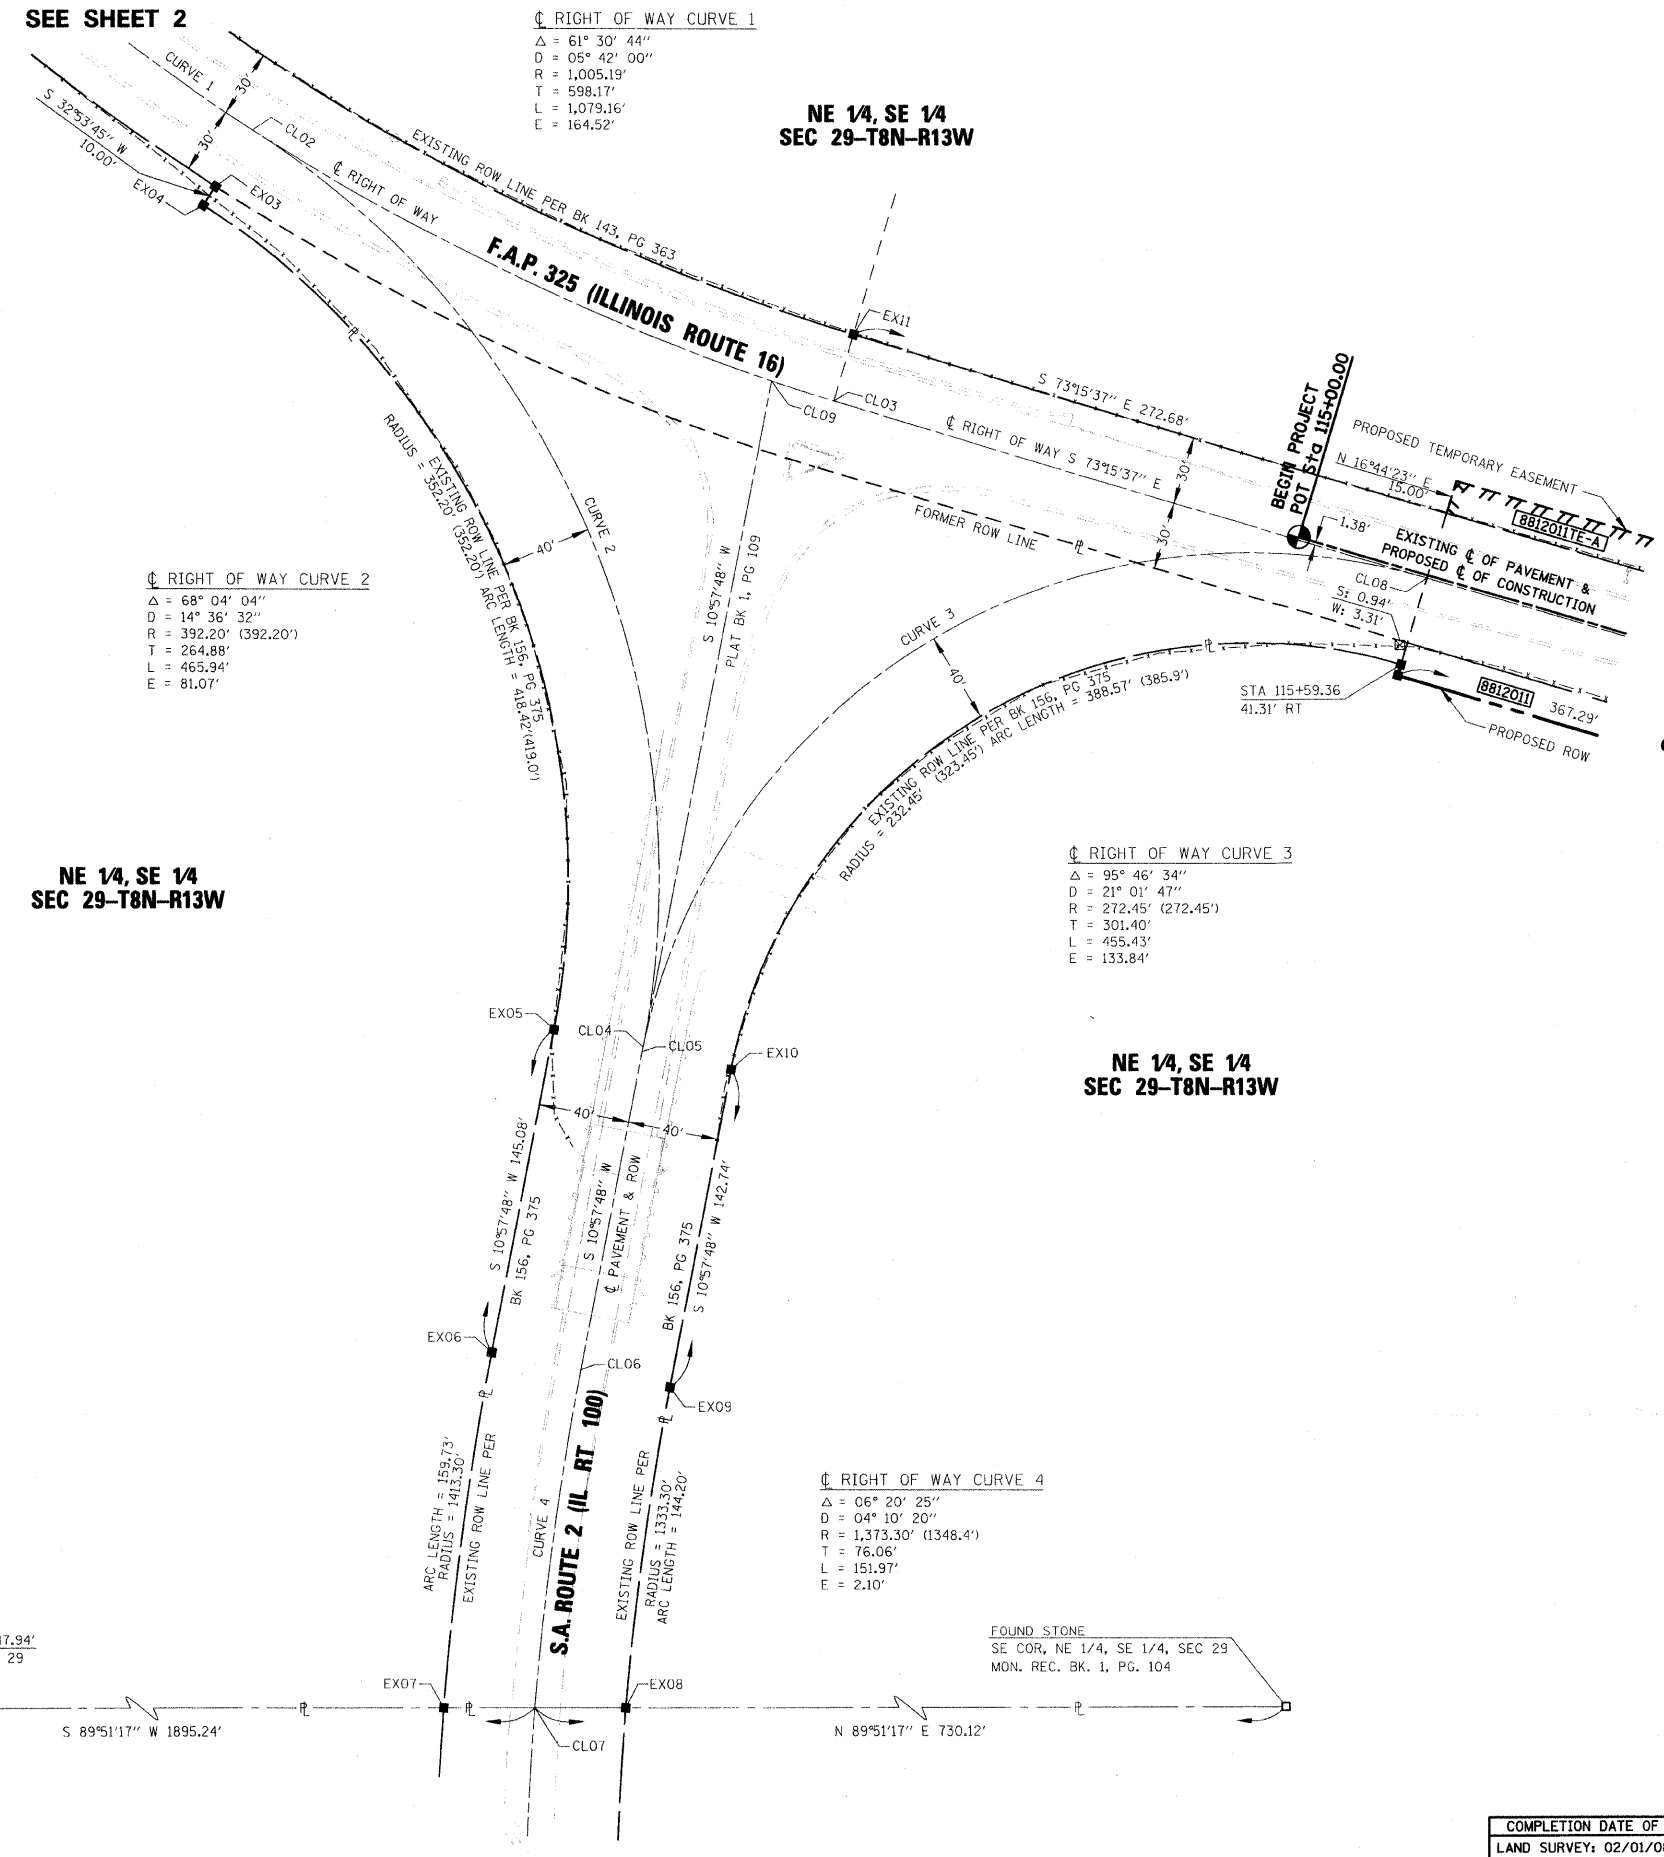 SEE SHEET 2
℄ RIGHT OF WAY CURVE 1
Δ = 61° 30' 44"
D = 05° 42' 00"
R = 1,005.19'
T = 598.17'
L = 1,079.16'
E = 164.52'
NE 1/4, SE 1/4
SEC 29–T8N–R13W
CURVE 1
30'
30'
S 32°53'45" W
10.00'
CL02
EX03
EX04
EXISTING ROW LINE PER BK 143, PG 363
℄ RIGHT OF WAY
F.A.P. 325 (ILLINOIS ROUTE 16)
EX11
CL03
CL09
S 73°15'37" E 272.68'
℄ RIGHT OF WAY S 73°15'37" E
30'
30'
FORMER ROW LINE
℄
BEGIN PROJECT
POT Sta 115+00.00
PROPOSED TEMPORARY EASEMENT
N 16°44'23" E
15.00'
8812011TE-A
1.38'
EXISTING ℄ OF PAVEMENT &
PROPOSED ℄ OF CONSTRUCTION
CL08
S: 0.94'
W: 3.31'
STA 115+59.36
41.31' RT
8812011
367.29'
PROPOSED ROW
EXISTING ROW LINE PER BK 156, PG 375
RADIUS = 352.20' (352.20') ARC LENGTH = 418.42'(419.0')
CURVE 2
40'
S 10°57'48" W
PLAT BK 1, PG 109
CURVE 3
40'
EXISTING ROW LINE PER BK 156, PG 375
RADIUS = 232.45' (323.45') ARC LENGTH = 388.57' (385.9')
℄ RIGHT OF WAY CURVE 2
Δ = 68° 04' 04"
D = 14° 36' 32"
R = 392.20' (392.20')
T = 264.88'
L = 465.94'
E = 81.07'
NE 1/4, SE 1/4
SEC 29–T8N–R13W
℄ RIGHT OF WAY CURVE 3
Δ = 95° 46' 34"
D = 21° 01' 47"
R = 272.45' (272.45')
T = 301.40'
L = 455.43'
E = 133.84'
NE 1/4, SE 1/4
SEC 29–T8N–R13W
EX05
CL04
CL05
EX10
40'
40'
S 10°57'48" W 145.08'
BK 156, PG 375
S 10°57'48" W
℄ PAVEMENT & ROW
BK 156, PG 375
S 10°57'48" W 142.74'
EX06
CL06
EX09
ARC LENGTH = 159.73'
RADIUS = 1413.30'
EXISTING ROW LINE PER
CURVE 4
S.A. ROUTE 2 (IL RT 100)
EXISTING ROW LINE PER
RADIUS = 1333.30'
ARC LENGTH = 144.20'
℄ RIGHT OF WAY CURVE 4
Δ = 06° 20' 25"
D = 04° 10' 20"
R = 1,373.30' (1348.4')
T = 76.06'
L = 151.97'
E = 2.10'
FOUND STONE
SE COR, NE 1/4, SE 1/4, SEC 29
MON. REC. BK. 1, PG. 104
7.94'
29
EX07
EX08
S 89°51'17" W 1895.24'
CL07
N 89°51'17" E 730.12'
COMPLETION DATE OF
LAND SURVEY: 02/01/0